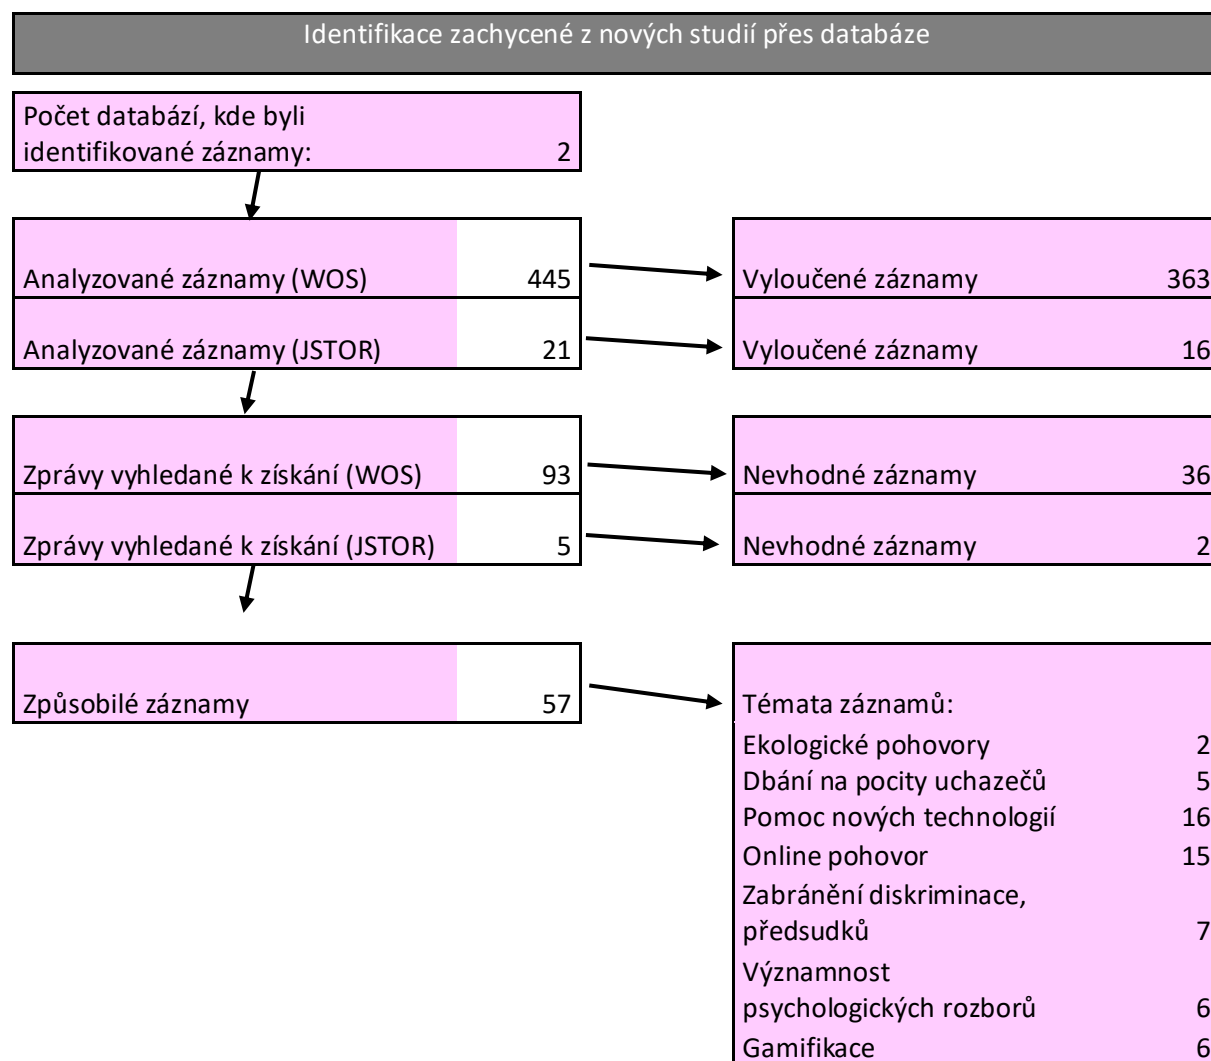 Identifikace zachycené z nových studií přes databáze
Počet databází, kde byli
identifikované záznamy: 2
Analyzované záznamy (WOS) 445
Vyloučené záznamy 363
Analyzované záznamy (JSTOR) 21
Vyloučené záznamy 16
Zprávy vyhledané k získání (WOS) 93
Nevhodné záznamy 36
Zprávy vyhledané k získání (JSTOR) 5
Nevhodné záznamy 2
Způsobilé záznamy 57
Témata záznamů:
Ekologické pohovory 2
Dbání na pocity uchazečů 5
Pomoc nových technologií 16
Online pohovor 15
Zabránění diskriminace,
předsudků 7
Významnost
psychologických rozborů 6
Gamifikace 6